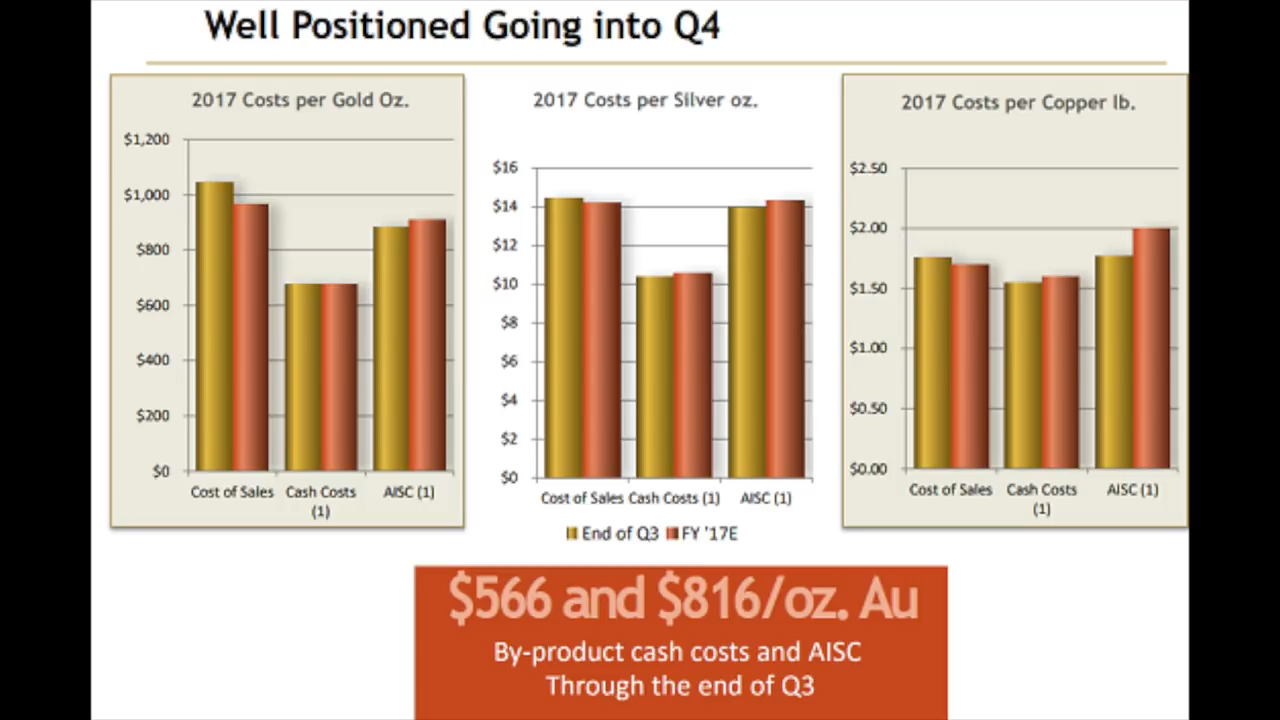 Well Positioned Going into Q4
2017 Costs per Gold Oz.
$1,200
$1,000
$800
$600
$400
$200
$0
Cost of Sales
Cash Costs
(1)
AISC (1)
2017 Costs per Silver oz.
$16
$14
$12
$10
$8
$6
$4
$2
$0
Cost of Sales
Cash Costs (1)
AISC (1)
End of Q3
FY '17E
2017 Costs per Copper lb.
$2.50
$2.00
$1.50
$1.00
$0.50
$0.00
Cost of Sales
Cash Costs
(1)
AISC (1)
$566 and $816/oz. Au
By-product cash costs and AISC
Through the end of Q3